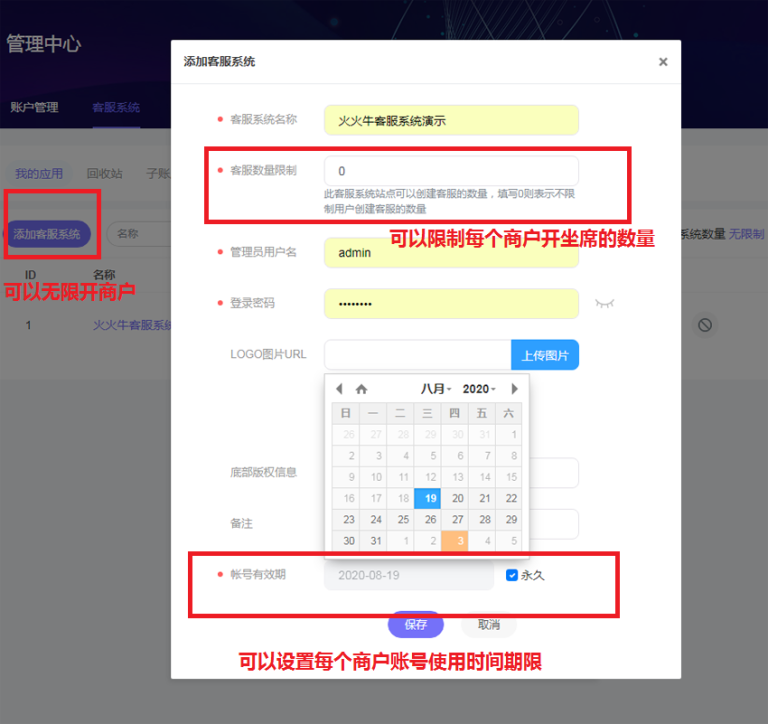 管理中心
账户管理
客服系统
添加客服系统
×
客服系统名称
火火牛客服系统演示
客服数量限制
0
此客服系统站点可以创建客服的数量，填写0则表示不限
制用户创建客服的数量
可以限制每个商户开坐席的数量
我的应用
回收站
子账
添加客服系统
名称
系统数量 无限制
ID
名称
可以无限开商户
1
火火牛客服系统
管理员用户名
admin
登录密码
••••••••
LOGO图片URL
上传图片
八月
2020
日 一 二 三 四 五 六
26 27 28 29 30 31 1
2 3 4 5 6 7 8
9 10 11 12 13 14 15
16 17 18 19 20 21 22
23 24 25 26 27 28 29
30 31 1 2 3 4 5
底部版权信息
备注
帐号有效期
2020-08-19
永久
保存
取消
可以设置每个商户账号使用时间期限